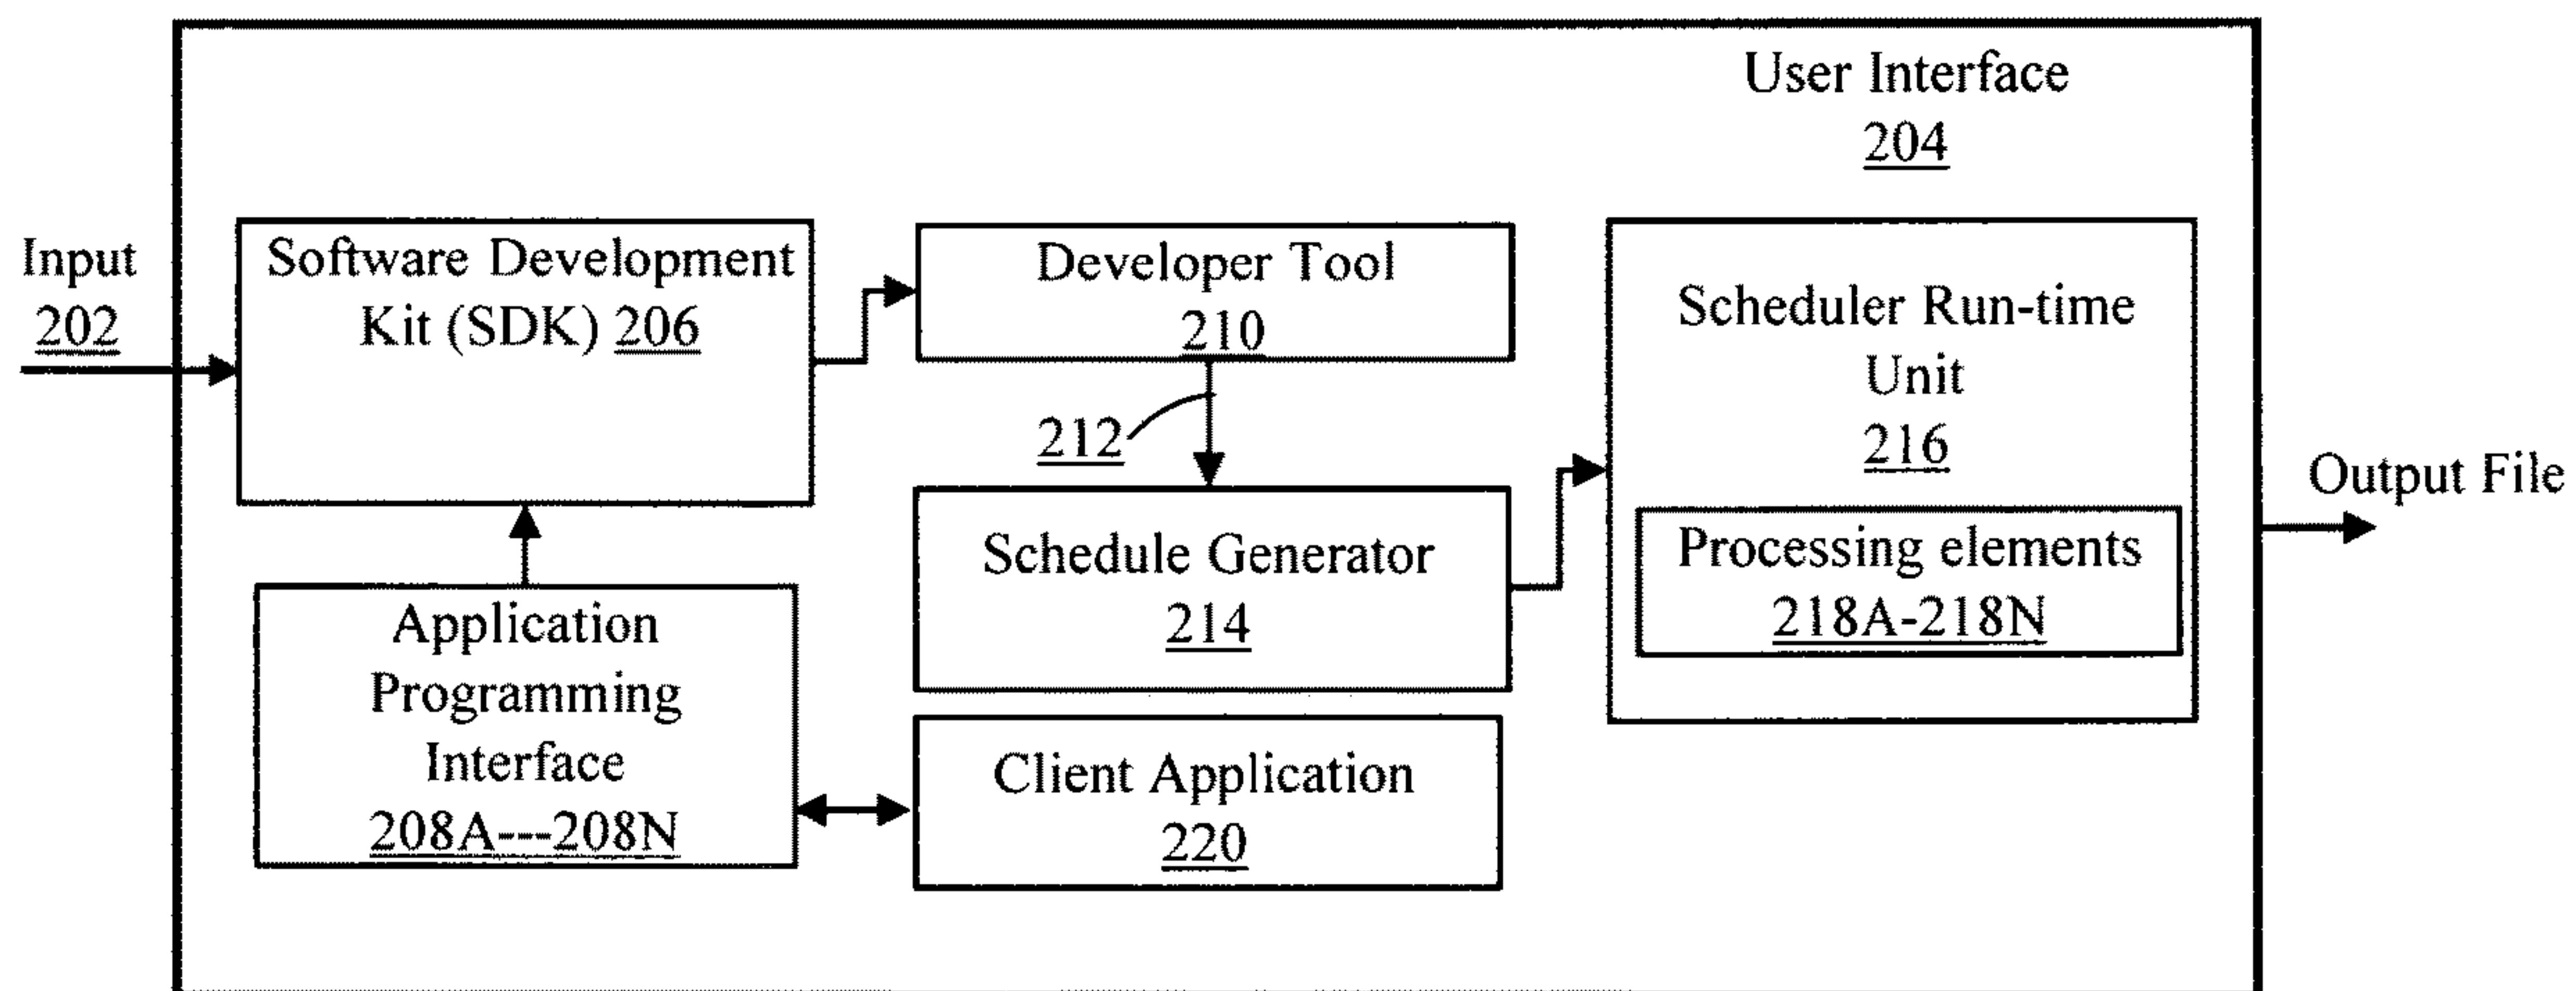 User Interface
204
Input
202
Software Development
Kit (SDK) 206
Developer Tool
210
212
Scheduler Run-time
Unit
216
Processing elements
218A-218N
Output File
Schedule Generator
214
Application
Programming
Interface
208A---208N
Client Application
220